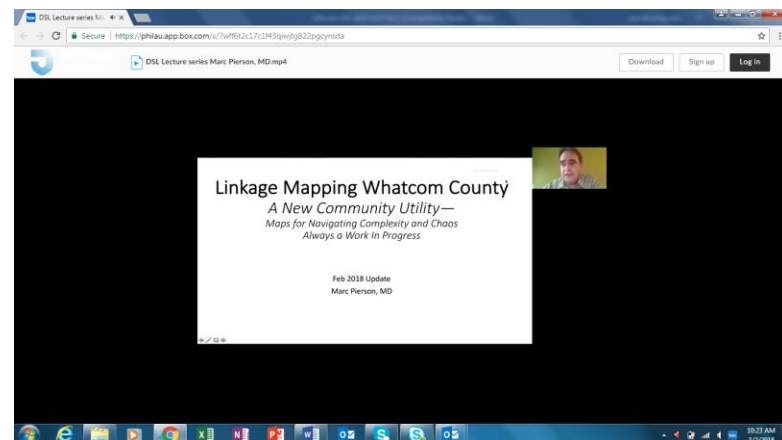 DSL Lecture series Ma
Secure | https://philau.app.box.com/s/7wff6t2c17c1f43qiwjtg822pgcynsda
DSL Lecture series Marc Pierson, MD.mp4
Download
Sign up
Log in
Linkage Mapping Whatcom County
A New Community Utility—
Maps for Navigating Complexity and Chaos
Always a Work In Progress
Feb 2018 Update
Marc Pierson, MD
10:23 AM